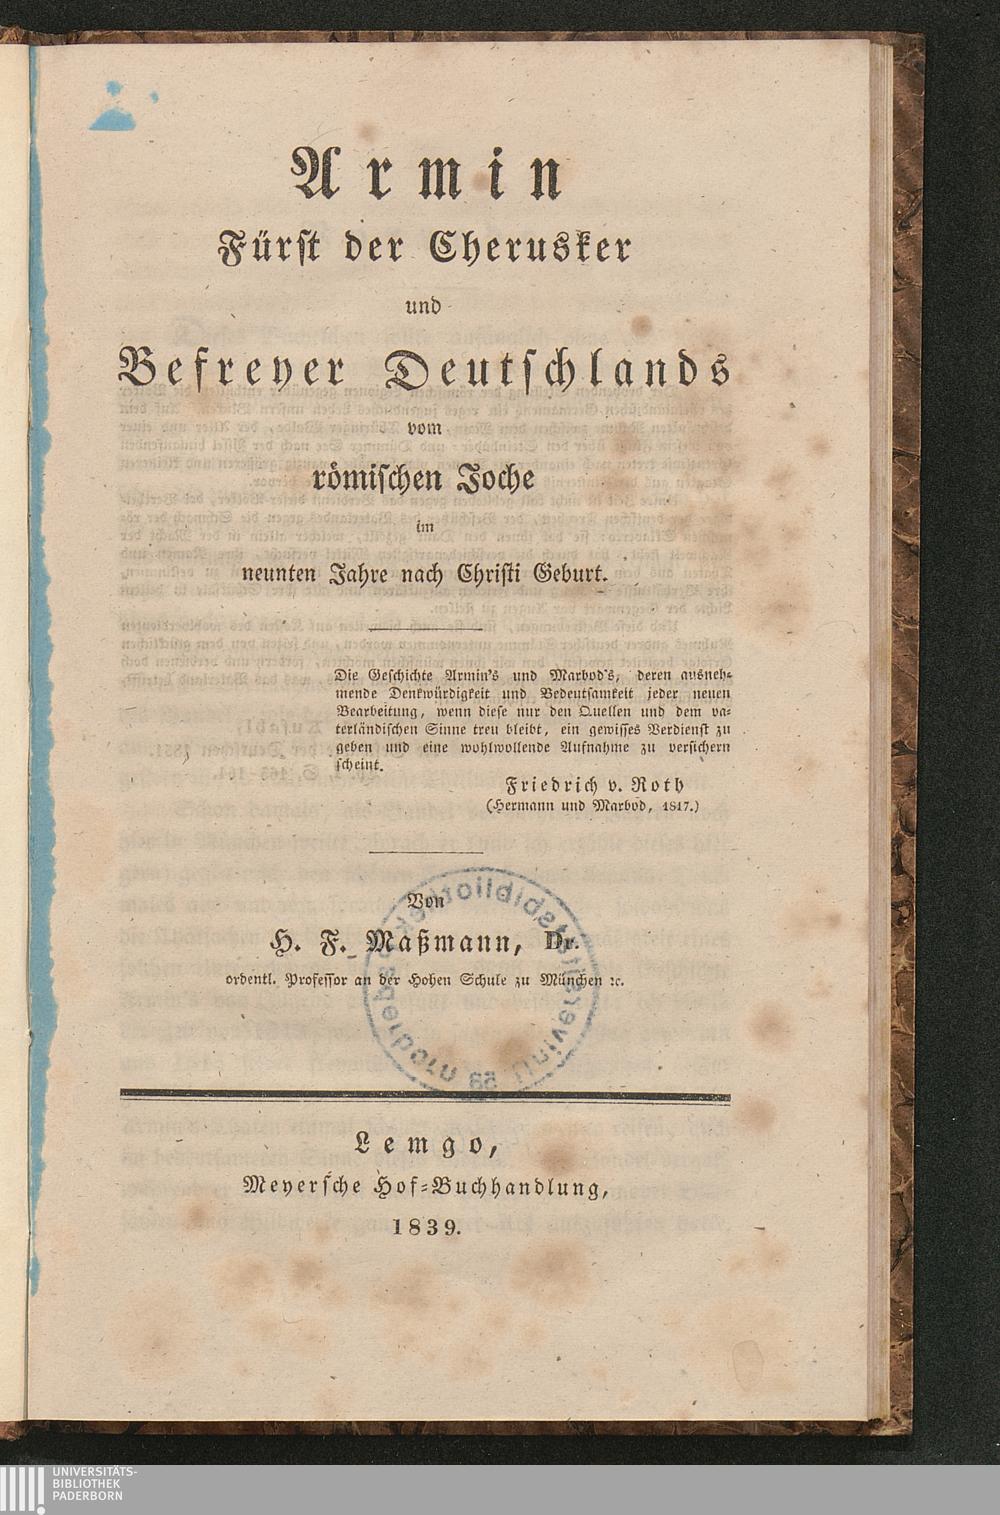 Armin
Fürst der Cherusker
und
Befreyer Deutschlands
vom
römischen Joche
im
neunten Jahre nach Christi Geburt.
Die Geschichte Armin's und Marbod's, deren ausneh-
mende Denkwürdigkeit und Bedeutsamkeit jeder neuen
Bearbeitung, wenn diese nur den Quellen und dem va-
terländischen Sinne treu bleibt, ein gewisses Verdienst zu
geben und eine wohlwollende Aufnahme zu versichern
scheint.
Friedrich v. Roth
(Hermann und Marbod, 1817.)
Von
H. F. Maßmann, Dr.
ordentl. Professor an der Hohen Schule zu München ꝛc.
Lemgo,
Meyersche Hof-Buchhandlung,
1839.
UNIVERSITÄTS-
BIBLIOTHEK
PADERBORN